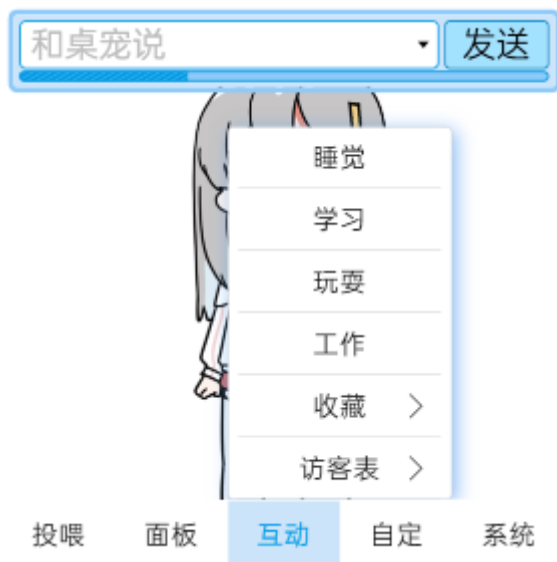 和桌宠说 发送
睡觉
学习
玩耍
工作
收藏
访客表
投喂 面板 互动 自定 系统